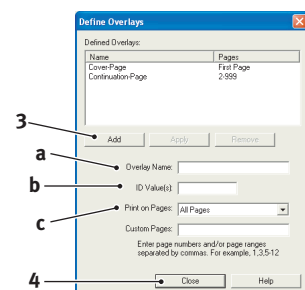 Define Overlays
Defined Overlays:
Name Pages
Cover-Page First Page
Continuation-Page 2-999
3
Add Apply Remove
a
Overlay Name:
b
ID Value(s):
c
Print on Pages: All Pages
Custom Pages:
Enter page numbers and/or page ranges
separated by commas. For example, 1,3,5-12
4
Close Help